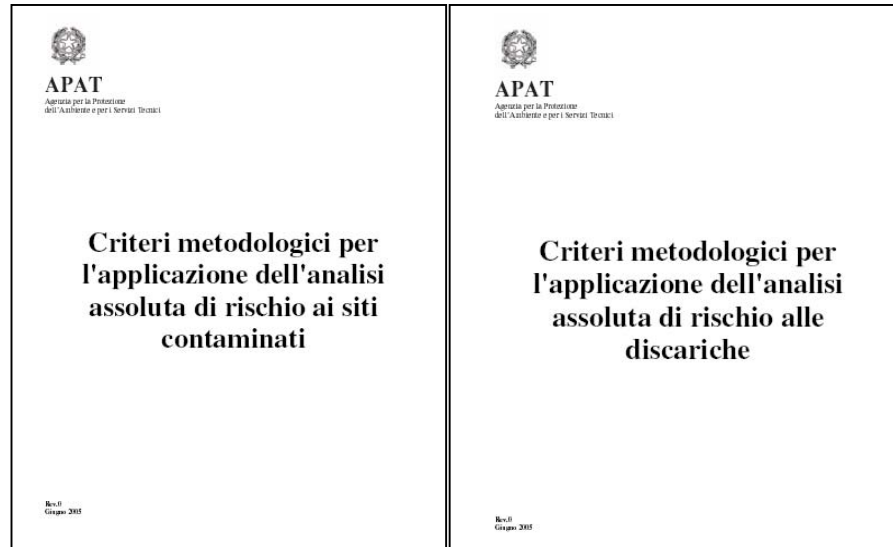 APAT
Agenzia per la Protezione
dell'Ambiente e per i Servizi Tecnici
Criteri metodologici per
l'applicazione dell'analisi
assoluta di rischio ai siti
contaminati
Rev.0
Giugno 2005
APAT
Agenzia per la Protezione
dell'Ambiente e per i Servizi Tecnici
Criteri metodologici per
l'applicazione dell'analisi
assoluta di rischio alle
discariche
Rev.0
Giugno 2005